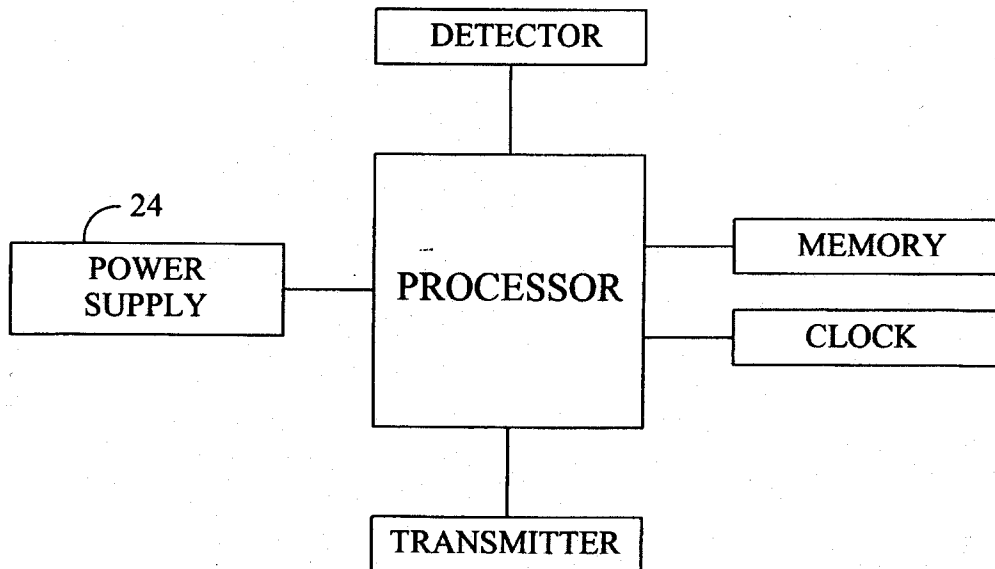 DETECTOR
24
POWER
SUPPLY
PROCESSOR
MEMORY
CLOCK
TRANSMITTER